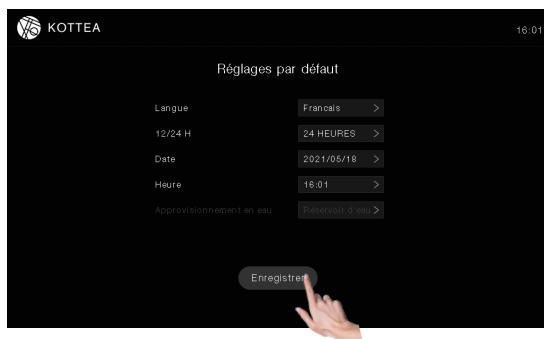 KOTTEA
16:01
Réglages par défaut
Langue Francais >
12/24 H 24 HEURES >
Date 2021/05/18 >
Heure 16:01 >
Approvisionnement en eau Réservoir d'eau >
Enregistrer